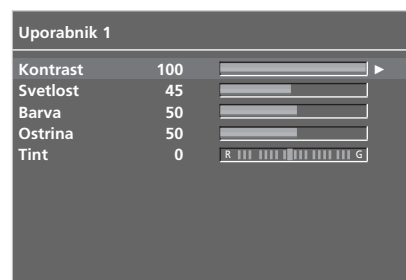 Uporabnik 1
Kontrast 100
Svetlost 45
Barva 50
Ostrina 50
Tint 0 R G